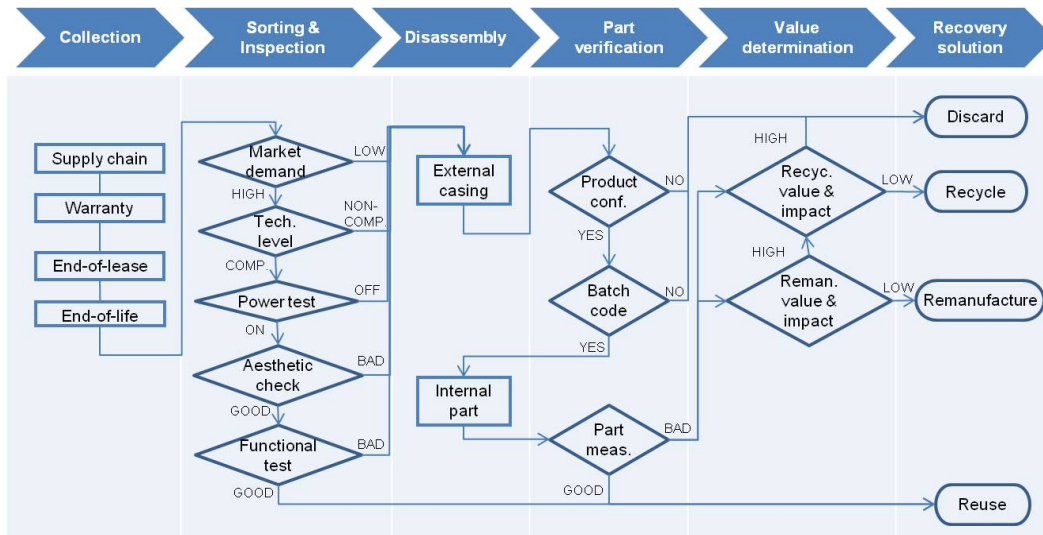 Collection
Sorting &
Inspection
Disassembly
Part
verification
Value
determination
Recovery
solution
Supply chain
Warranty
End-of-lease
End-of-life
Market
demand
LOW
HIGH
Tech.
level
NON-
COMP.
COMP.
Power test
OFF
ON
Aesthetic
check
BAD
GOOD
Functional
test
BAD
GOOD
External
casing
Internal
part
Product
conf.
NO
YES
Batch
code
NO
YES
Part
meas.
BAD
GOOD
HIGH
Recyc.
value &
impact
LOW
HIGH
Reman.
value &
impact
LOW
Discard
Recycle
Remanufacture
Reuse